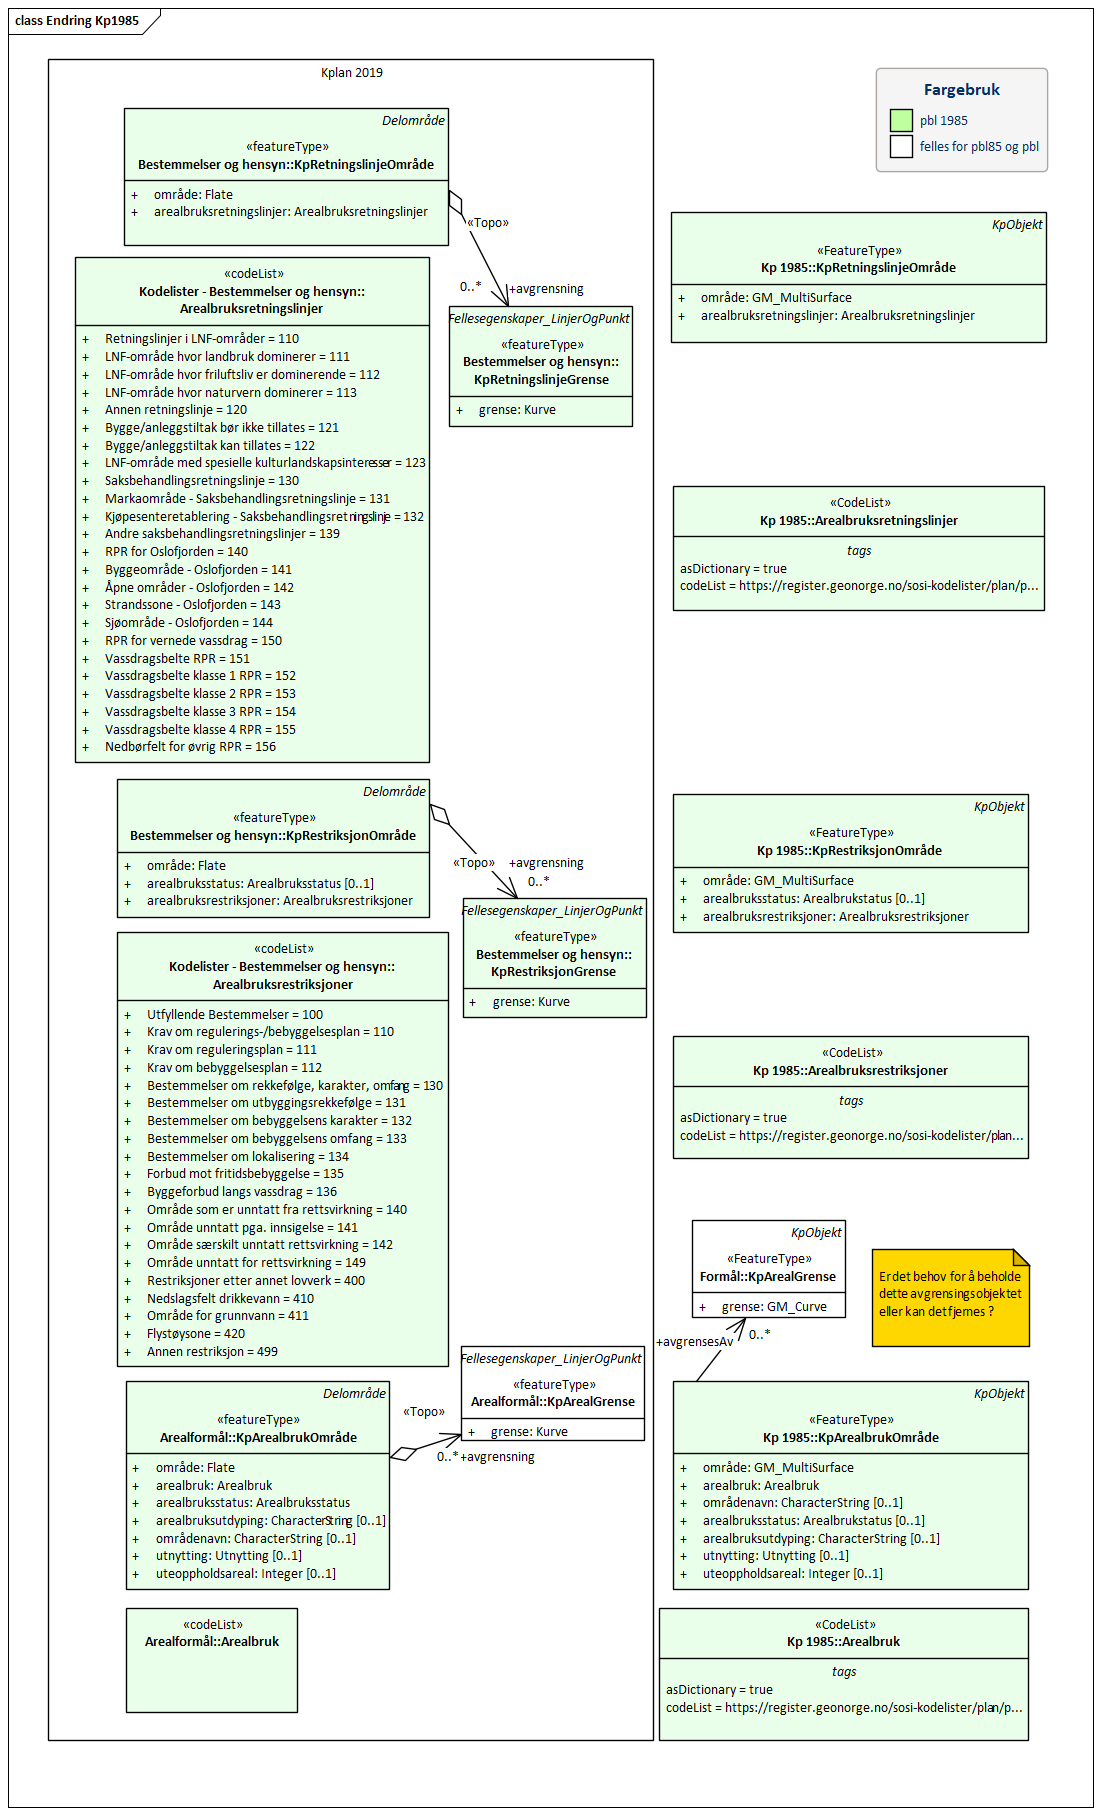 class Endring Kp1985
Kplan 2019
Fargebruk
pbl 1985
felles for pbl85 og pbl
Delområde
«featureType»
Bestemmelser og hensyn::KpRetningslinjeOmråde
+ område: Flate
+ arealbruksretningslinjer: Arealbruksretningslinjer
«Topo»
0..*
+avgrensning
Fellesegenskaper_LinjerOgPunkt
«featureType»
Bestemmelser og hensyn::
KpRetningslinjeGrense
+ grense: Kurve
KpObjekt
«FeatureType»
Kp 1985::KpRetningslinjeOmråde
+ område: GM_MultiSurface
+ arealbruksretningslinjer: Arealbruksretningslinjer
«codeList»
Kodelister - Bestemmelser og hensyn::
Arealbruksretningslinjer
+ Retningslinjer i LNF-områder = 110
+ LNF-område hvor landbruk dominerer = 111
+ LNF-område hvor friluftsliv er dominerende = 112
+ LNF-område hvor naturvern dominerer = 113
+ Annen retningslinje = 120
+ Bygge/anleggstiltak bør ikke tillates = 121
+ Bygge/anleggstiltak kan tillates = 122
+ LNF-område med spesielle kulturlandskapsinteresser = 123
+ Saksbehandlingsretningslinje = 130
+ Markaområde - Saksbehandlingsretningslinje = 131
+ Kjøpesenteretablering - Saksbehandlingsretningslinje = 132
+ Andre saksbehandlingsretningslinjer = 139
+ RPR for Oslofjorden = 140
+ Byggeområde - Oslofjorden = 141
+ Åpne områder - Oslofjorden = 142
+ Strandssone - Oslofjorden = 143
+ Sjøområde - Oslofjorden = 144
+ RPR for vernede vassdrag = 150
+ Vassdragsbelte RPR = 151
+ Vassdragsbelte klasse 1 RPR = 152
+ Vassdragsbelte klasse 2 RPR = 153
+ Vassdragsbelte klasse 3 RPR = 154
+ Vassdragsbelte klasse 4 RPR = 155
+ Nedbørfelt for øvrig RPR = 156
«CodeList»
Kp 1985::Arealbruksretningslinjer
tags
asDictionary = true
codeList = https://register.geonorge.no/sosi-kodelister/plan/p...
Delområde
«featureType»
Bestemmelser og hensyn::KpRestriksjonOmråde
+ område: Flate
+ arealbruksstatus: Arealbruksstatus [0..1]
+ arealbruksrestriksjoner: Arealbruksrestriksjoner
«Topo»
+avgrensning
0..*
Fellesegenskaper_LinjerOgPunkt
«featureType»
Bestemmelser og hensyn::
KpRestriksjonGrense
+ grense: Kurve
KpObjekt
«FeatureType»
Kp 1985::KpRestriksjonOmråde
+ område: GM_MultiSurface
+ arealbruksstatus: Arealbrukstatus [0..1]
+ arealbruksrestriksjoner: Arealbruksrestriksjoner
«codeList»
Kodelister - Bestemmelser og hensyn::
Arealbruksrestriksjoner
+ Utfyllende Bestemmelser = 100
+ Krav om regulerings-/bebyggelsesplan = 110
+ Krav om reguleringsplan = 111
+ Krav om bebyggelsesplan = 112
+ Bestemmelser om rekkefølge, karakter, omfang = 130
+ Bestemmelser om utbyggingsrekkefølge = 131
+ Bestemmelser om bebyggelsens karakter = 132
+ Bestemmelser om bebyggelsens omfang = 133
+ Bestemmelser om lokalisering = 134
+ Forbud mot fritidsbebyggelse = 135
+ Byggeforbud langs vassdrag = 136
+ Område som er unntatt fra rettsvirkning = 140
+ Område unntatt pga. innsigelse = 141
+ Område særskilt unntatt rettsvirkning = 142
+ Område unntatt for rettsvirkning = 149
+ Restriksjoner etter annet lovverk = 400
+ Nedslagsfelt drikkevann = 410
+ Område for grunnvann = 411
+ Flystøysone = 420
+ Annen restriksjon = 499
«CodeList»
Kp 1985::Arealbruksrestriksjoner
tags
asDictionary = true
codeList = https://register.geonorge.no/sosi-kodelister/plan...
KpObjekt
«FeatureType»
Formål::KpArealGrense
+ grense: GM_Curve
Er det behov for å beholde
dette avgrensingsobjektet
eller kan det fjernes ?
+avgrensesAv
0..*
Fellesegenskaper_LinjerOgPunkt
«featureType»
Arealformål::KpArealGrense
+ grense: Kurve
«Topo»
0..*
+avgrensning
Delområde
«featureType»
Arealformål::KpArealbrukOmråde
+ område: Flate
+ arealbruk: Arealbruk
+ arealbruksstatus: Arealbruksstatus
+ arealbruksutdyping: CharacterString [0..1]
+ områdenavn: CharacterString [0..1]
+ utnytting: Utnytting [0..1]
+ uteoppholdsareal: Integer [0..1]
KpObjekt
«FeatureType»
Kp 1985::KpArealbrukOmråde
+ område: GM_MultiSurface
+ arealbruk: Arealbruk
+ områdenavn: CharacterString [0..1]
+ arealbruksstatus: Arealbrukstatus [0..1]
+ arealbruksutdyping: CharacterString [0..1]
+ utnytting: Utnytting [0..1]
+ uteoppholdsareal: Integer [0..1]
«codeList»
Arealformål::Arealbruk
«CodeList»
Kp 1985::Arealbruk
tags
asDictionary = true
codeList = https://register.geonorge.no/sosi-kodelister/plan/p...